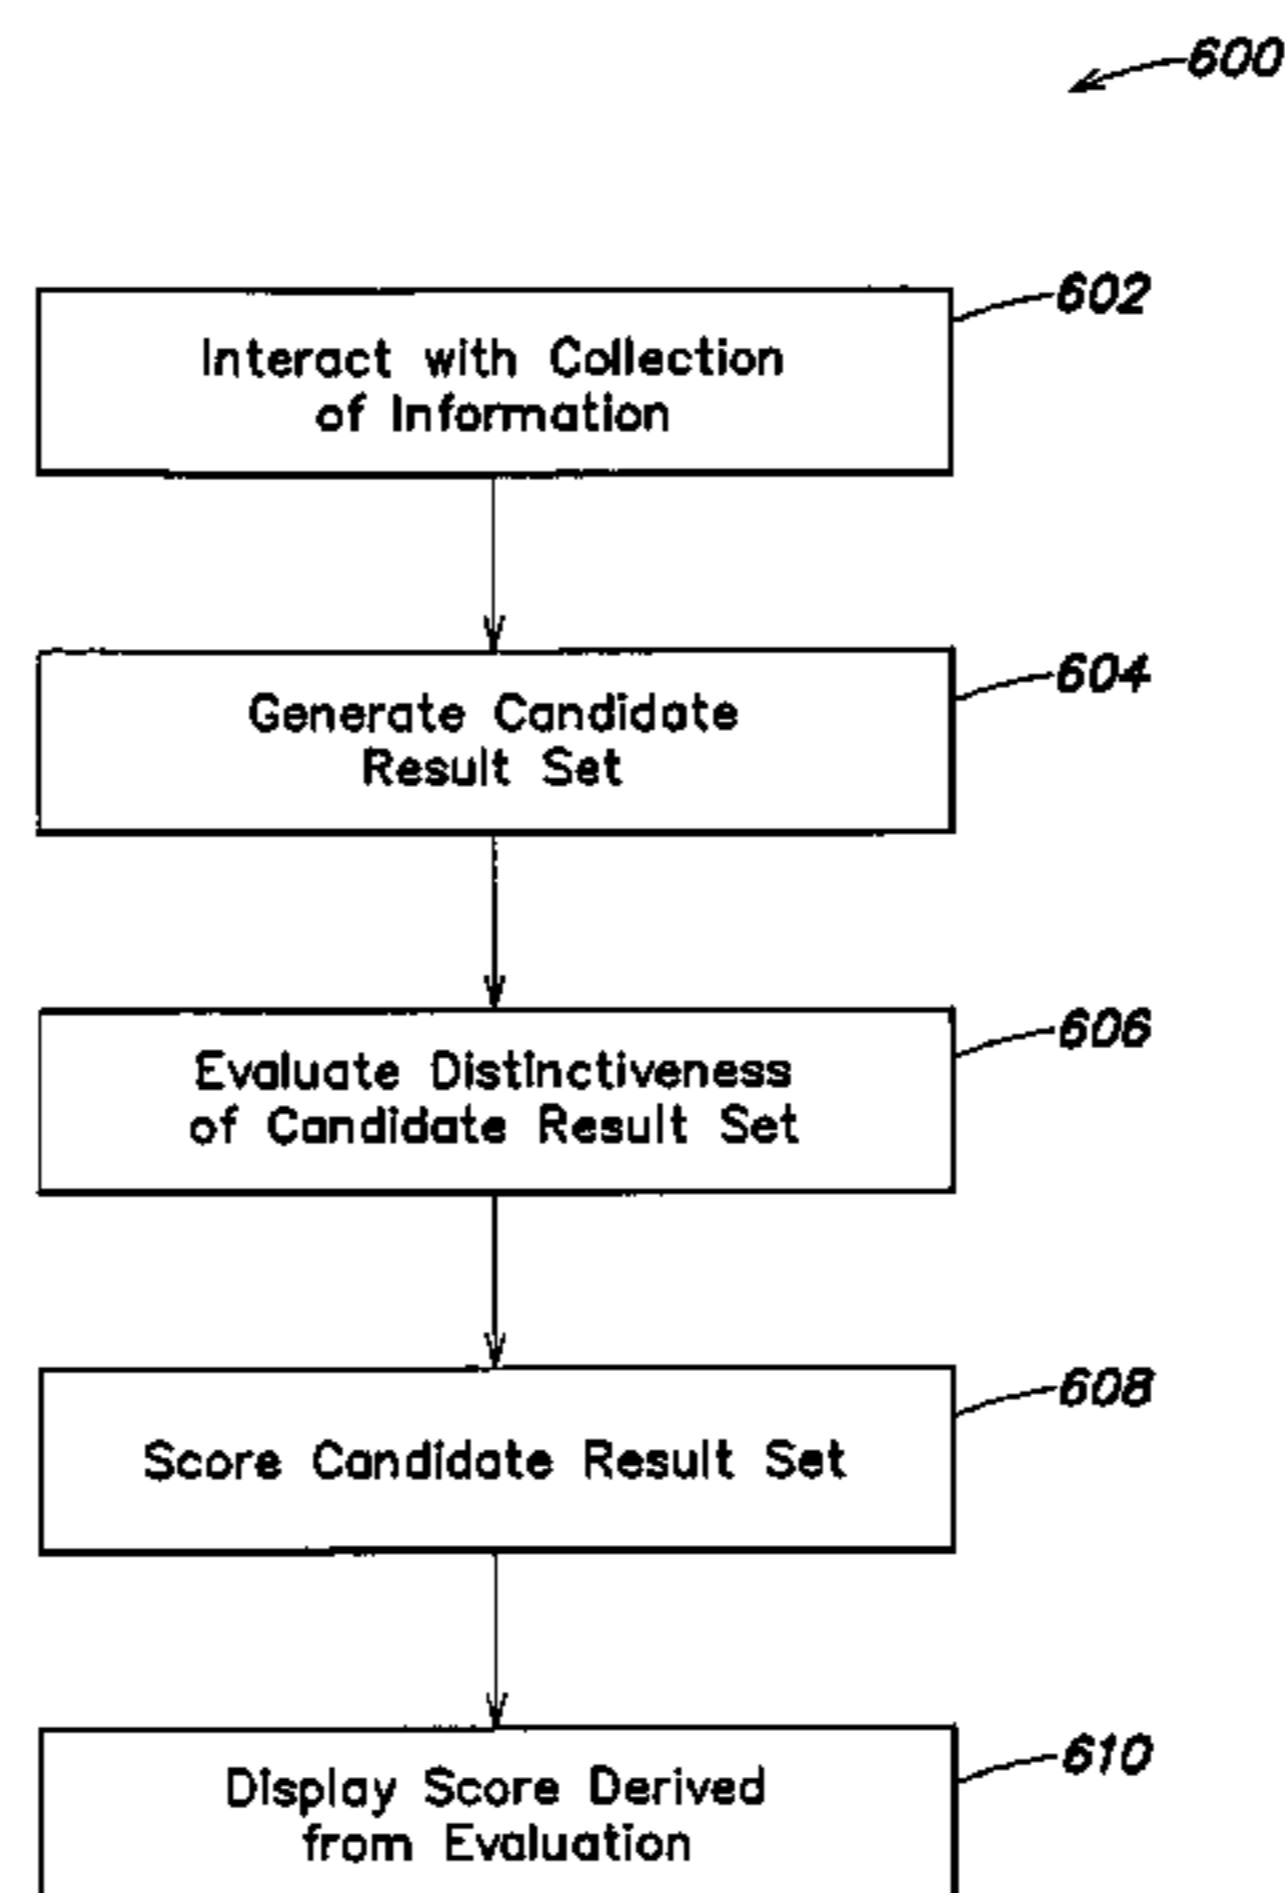 600
602
Interact with Collection
of Information
604
Generate Candidate
Result Set
606
Evaluate Distinctiveness
of Candidate Result Set
608
Score Candidate Result Set
610
Display Score Derived
from Evaluation